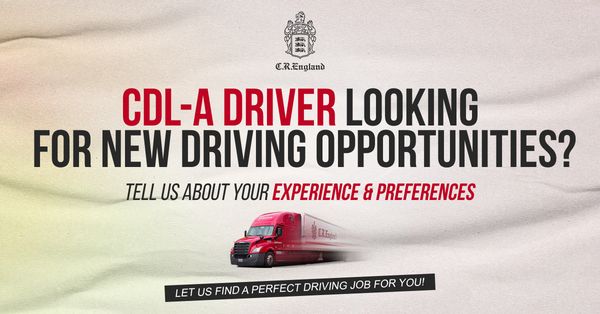 C.R.England
CDL-A DRIVER LOOKING
FOR NEW DRIVING OPPORTUNITIES?
TELL US ABOUT YOUR EXPERIENCE & PREFERENCES
C.R.England
LET US FIND A PERFECT DRIVING JOB FOR YOU!